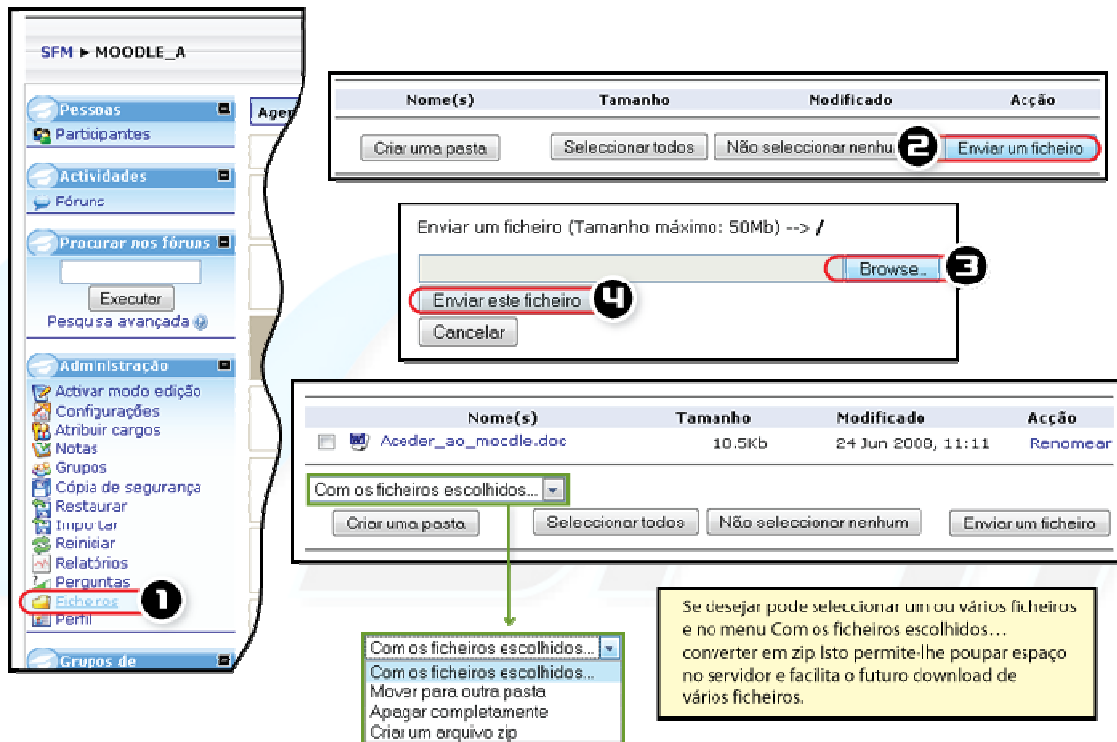 SFM ► MOODLE_A
Pessoas
Participantes
Actividades
Fóruns
Procurar nos fóruns
Executar
Pesquisa avançada
Administração
Activar modo edição
Configurações
Atribuir cargos
Notas
Grupos
Cópia de segurança
Restaurar
Importar
Reiniciar
Relatórios
Perguntas
Ficheiros 1
Perfil
Grupos de
Nome(s) Tamanho Modificado Acção
Criar uma pasta Seleccionar todos Não seleccionar nenhu 2 Enviar um ficheiro
Enviar um ficheiro (Tamanho máximo: 50Mb) --> /
Browse... 3
Enviar este ficheiro 4
Cancelar
Nome(s) Tamanho Modificado Acção
Aceder_ao_moodle.doc 10.5Kb 24 Jun 11:11 Renomear
Com os ficheiros escolhidos...
Criar uma pasta Seleccionar todos Não seleccionar nenhum Enviar um ficheiro
Com os ficheiros escolhidos...
Com os ficheiros escolhidos...
Mover para outra pasta
Apagar completamente
Criar um arquivo zip
Se desejar pode seleccionar um ou vários ficheiros
e no menu Com os ficheiros escolhidos...
converter em zip Isto permite-lhe poupar espaço
no servidor e facilita o futuro download de
vários ficheiros.